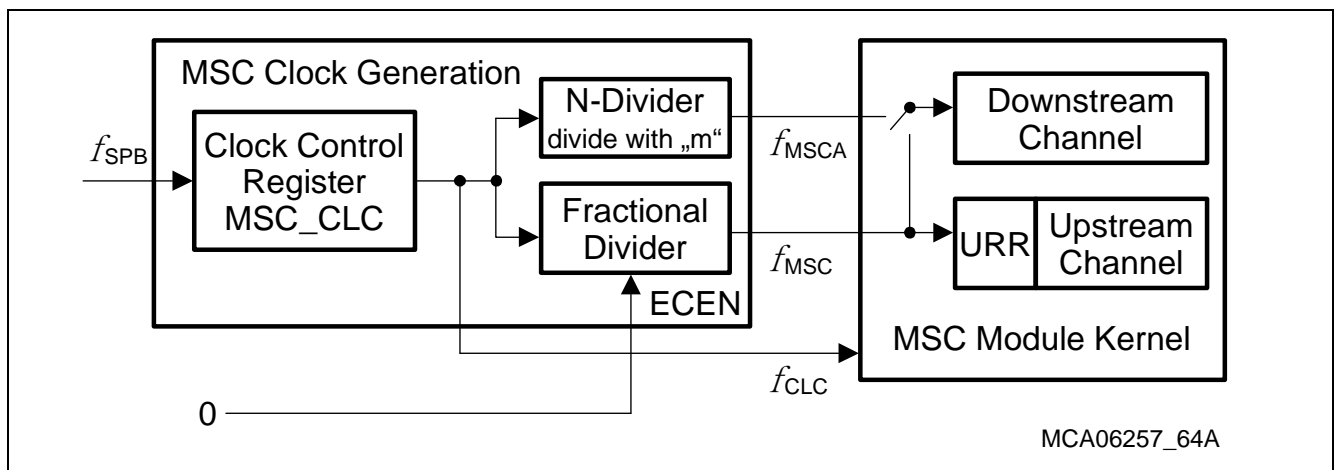 MSC Clock Generation
N-Divider
divide with „m“
Downstream
Channel
fSPB
Clock Control
Register
MSC_CLC
fMSCA
Fractional
Divider
fMSC
URR
Upstream
Channel
ECEN
MSC Module Kernel
fCLC
0
MCA06257_64A